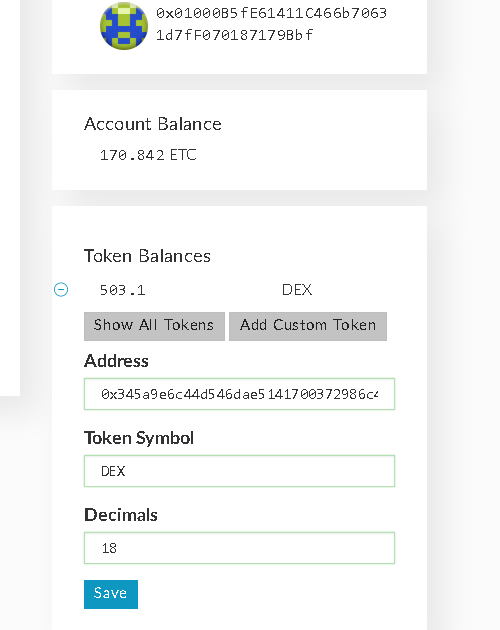 0x01000B5fE61411C466b7063
1d7fF070187179Bbf
Account Balance
170.842 ETC
Token Balances
503.1 DEX
Show All Tokens Add Custom Token
Address
0x345a9e6c44d546dae5141700372986c4
Token Symbol
DEX
Decimals
18
Save